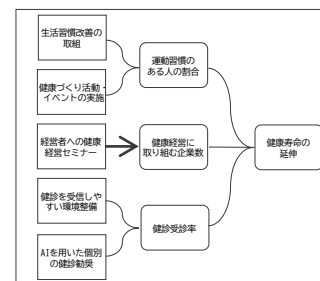 生活習慣改善の
取組
健康づくり活動・
イベントの実施
経営者への健康
経営セミナー
健診を受信しや
すい環境整備
AIを用いた個別
の健診勧奨
運動習慣の
ある人の割合
健康経営に
取り組む企業数
健診受診率
健康寿命の
延伸